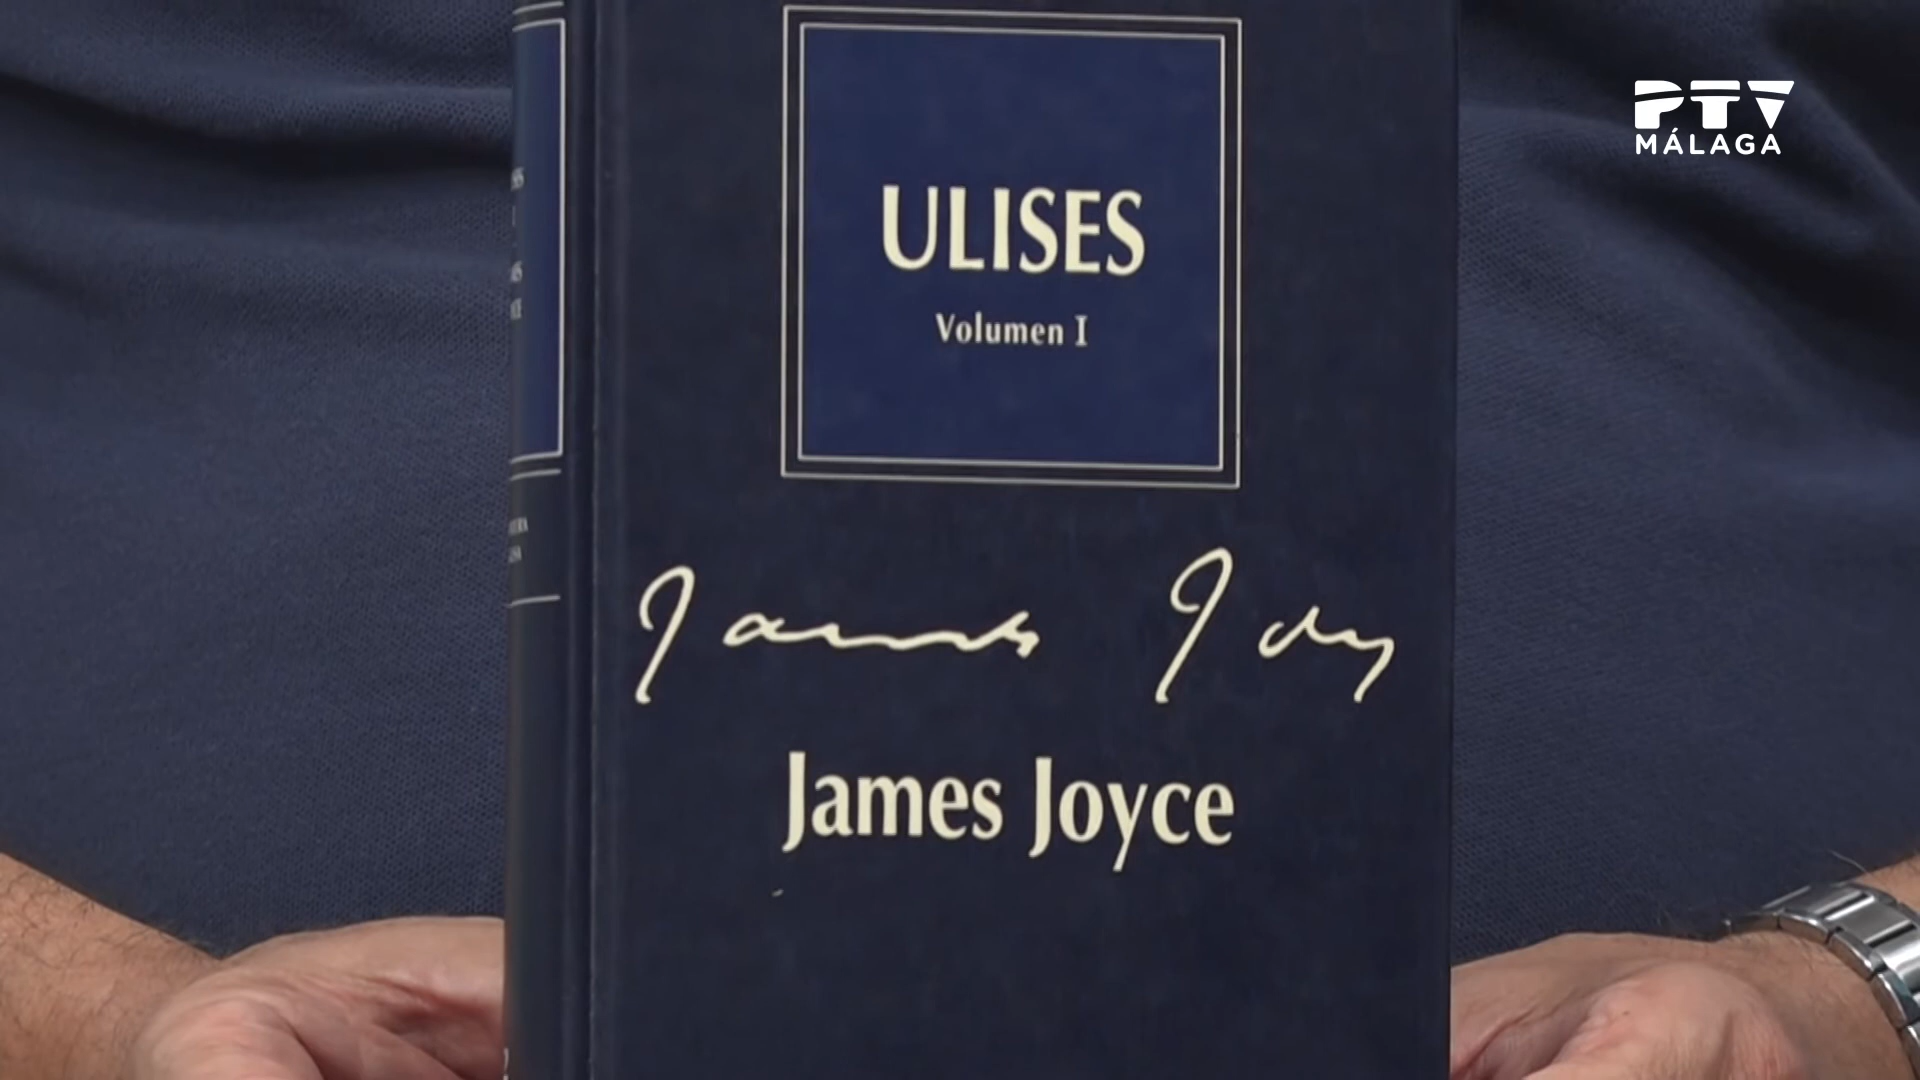 PTV
MÁLAGA
ULISES
Volumen I
James Joyce
James Joyce